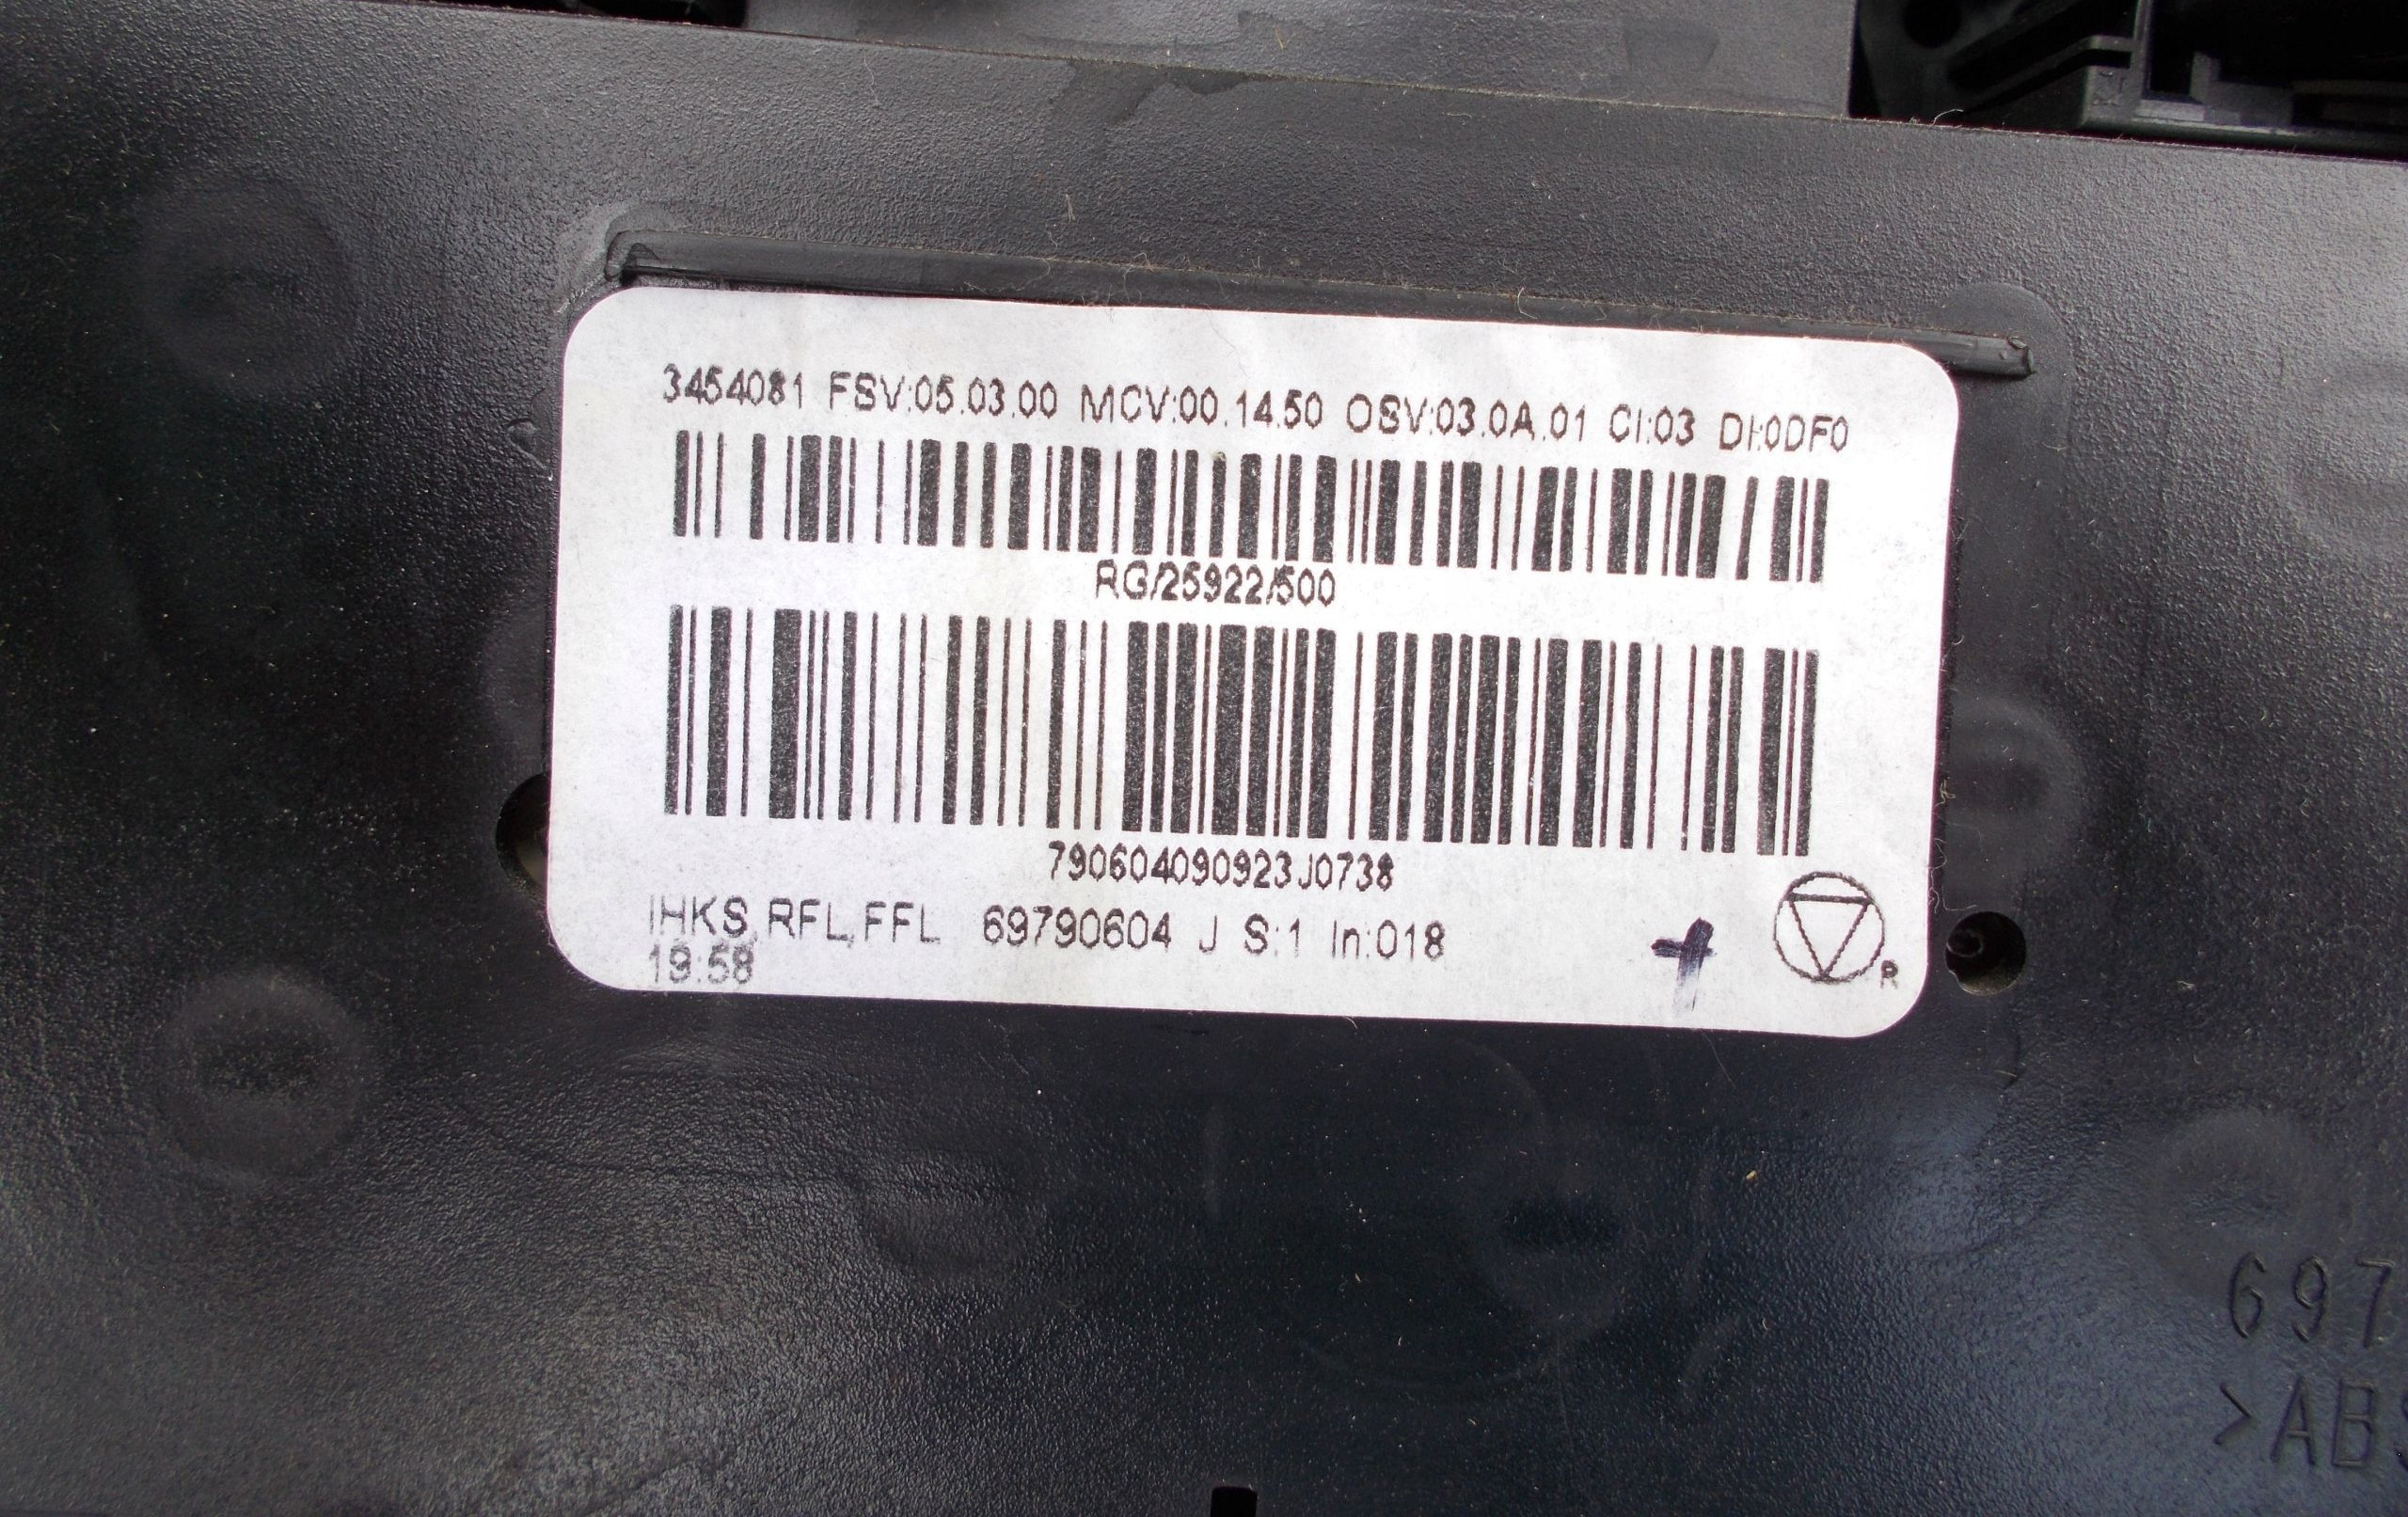 3454081 FSV:05.03.00 MCV:00.14.50 OSV:03.0A.01 CI:03 DI:0DF0
RG/25922/500
790604090923J0738
IHKS,RFL,FFL 69790604 J S:1 In:018
19:58
R
697
>AB